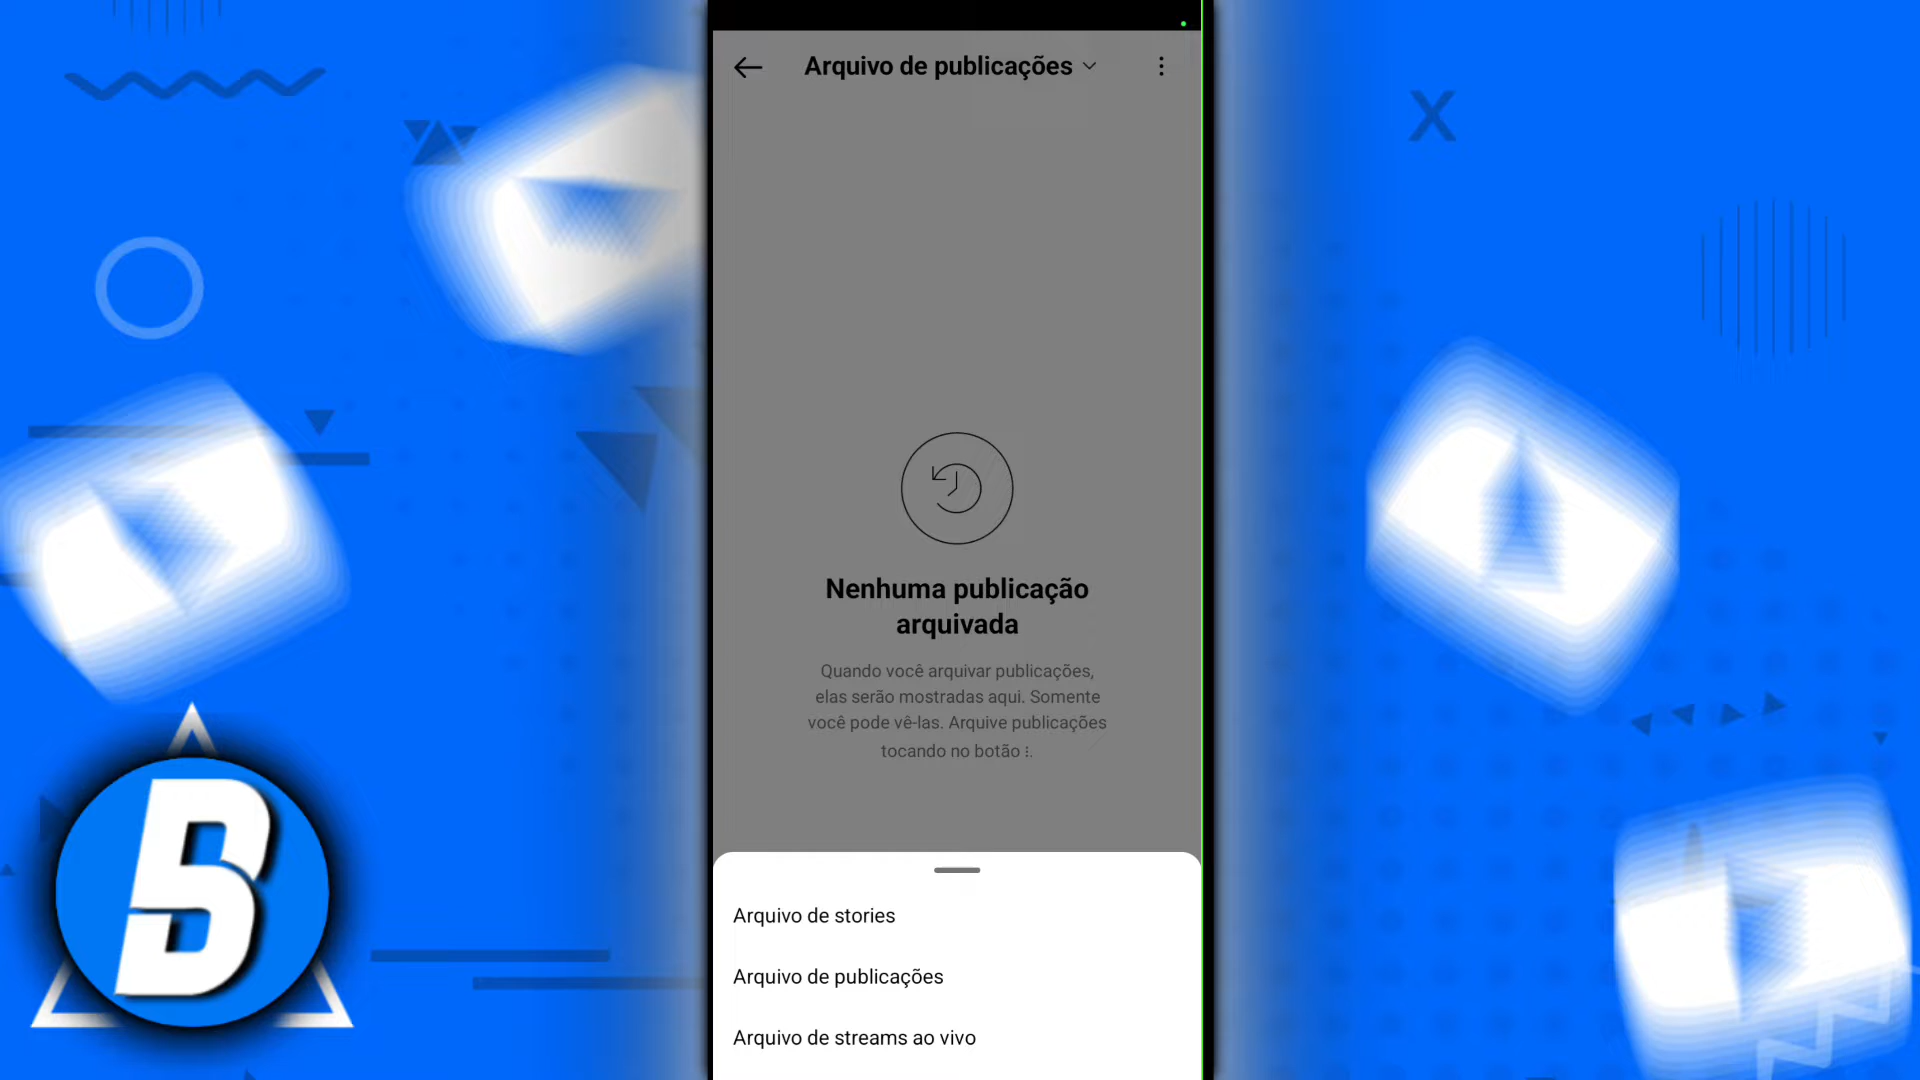 Arquivo de publicações
Nenhuma publicação
arquivada
Quando você arquivar publicações,
elas serão mostradas aqui. Somente
você pode vê-las. Arquive publicações
tocando no botão ⁝.
Arquivo de stories
Arquivo de publicações
Arquivo de streams ao vivo
B